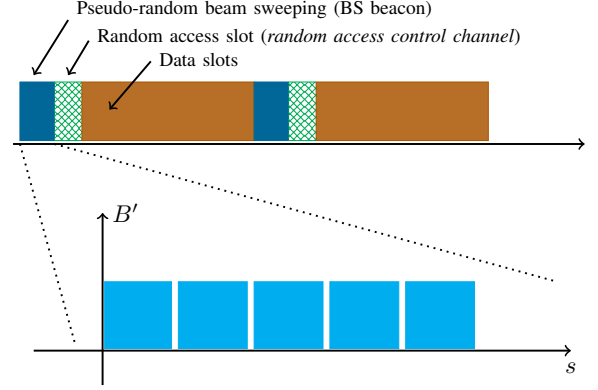 Pseudo-random beam sweeping (BS beacon)
Random access slot (random access control channel)
Data slots
B′
s